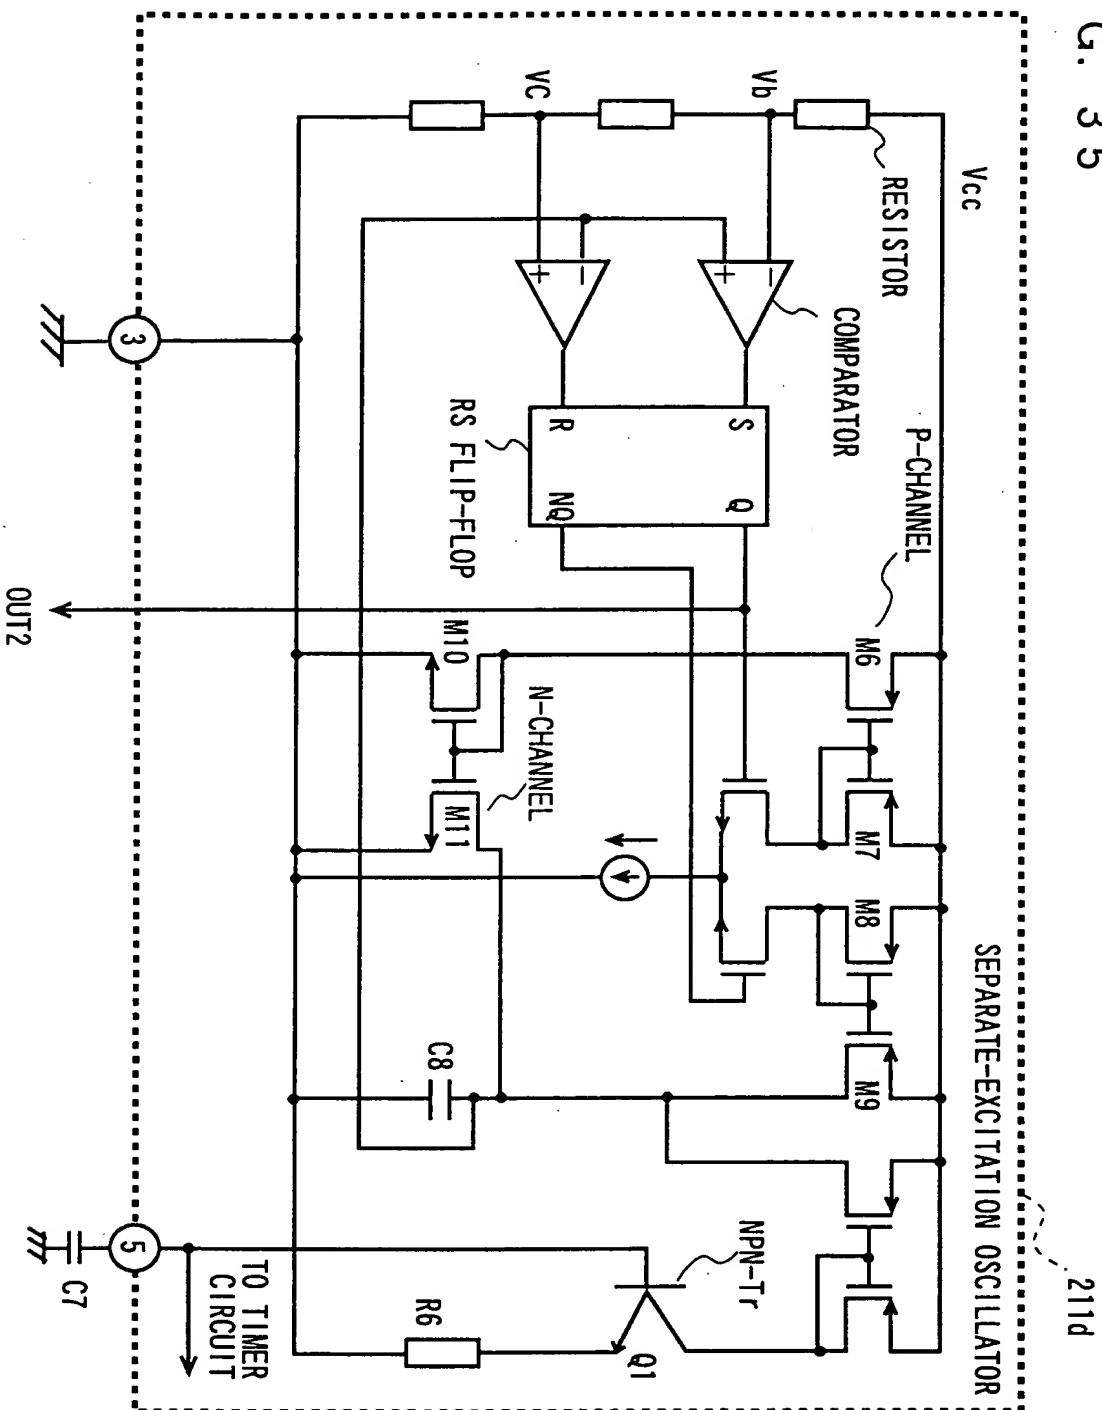 G. 35
211d
SEPARATE-EXCITATION OSCILLATOR
Vcc
P-CHANNEL
M6
M7
M8
M9
RESISTOR
Vb
VC
COMPARATOR
+
−
+
−
S
Q
R
NQ
RS FLIP-FLOP
N-CHANNEL
M10
M11
C8
NPN-Tr
Q1
R6
TO TIMER
CIRCUIT
3
5
C7
OUT2